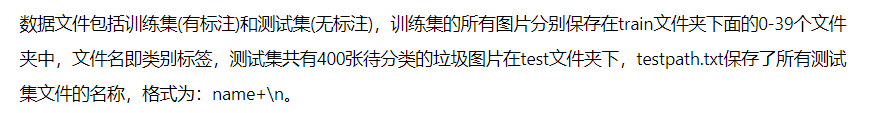 数据文件包括训练集(有标注)和测试集(无标注)，训练集的所有图片分别保存在train文件夹下面的0-39个文
件夹中，文件名即类别标签，测试集共有400张待分类的垃圾图片在test文件夹下，testpath.txt保存了所有测试
集文件的名称，格式为：name+\n。